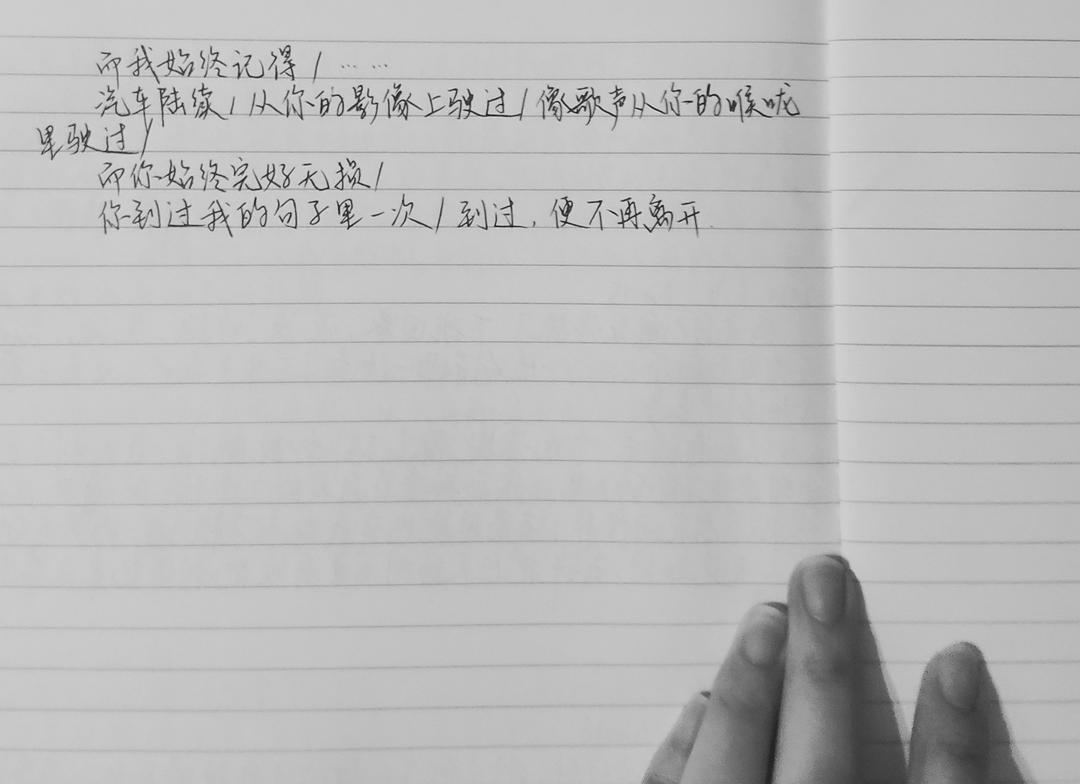 而我始终记得/……
汽车陆续/从你的影像上驶过/像歌声从你的喉咙
里驶过/
而你始终完好无损/
你到过我的句子里一次/到过,便不再离开.